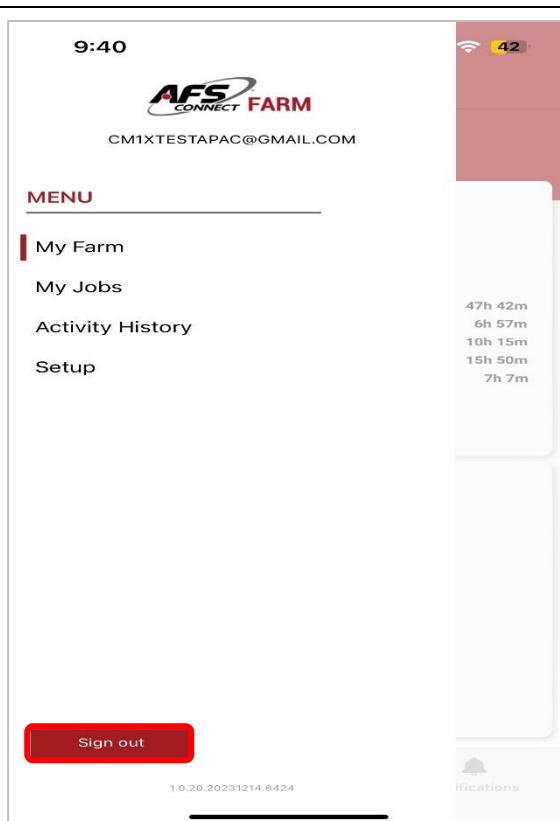 9:40
42
AFS
CONNECT FARM
CM1XTESTAPAC@GMAIL.COM
MENU
My Farm
My Jobs
Activity History
Setup
47h 42m
6h 57m
10h 15m
15h 50m
7h 7m
Sign out
1.0.20.20231214.8424
ifications